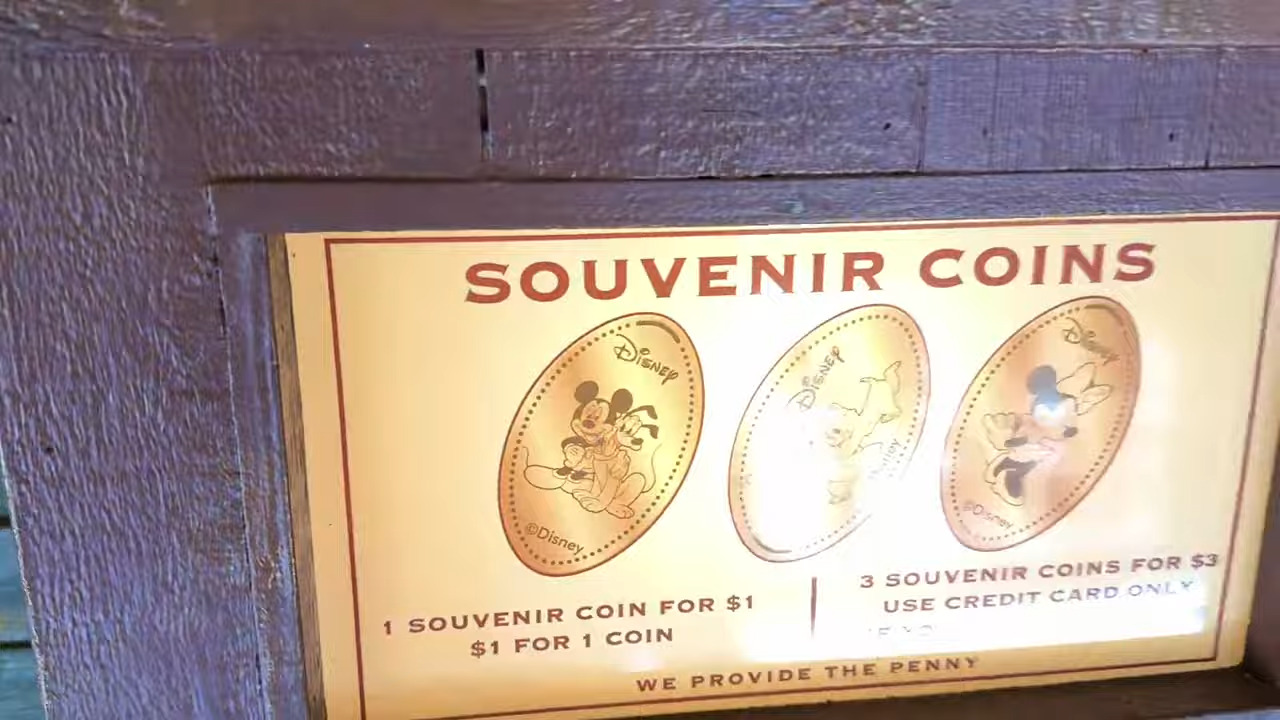 SOUVENIR COINS
Disney
©Disney
Disney
Disney
Disney
©Disney
1 SOUVENIR COIN FOR $1
$1 FOR 1 COIN
3 SOUVENIR COINS FOR $3
USE CREDIT CARD ONLY
WE PROVIDE THE PENNY